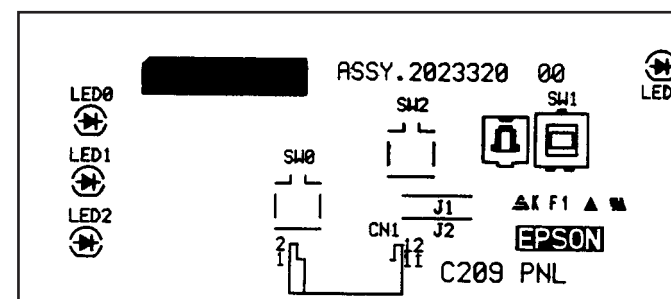 ASSY.2023320 00
LED
LED0
SW2
SW1
LED1
SW0
LED2
J1
CN1
J2
2
1
12
11
F1
EPSON
C209 PNL